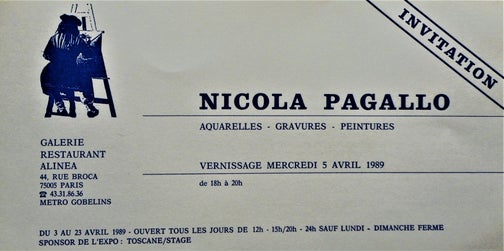 INVITATION
NICOLA PAGALLO
AQUARELLES - GRAVURES - PEINTURES
GALERIE
RESTAURANT
ALINEA
44, RUE BROCA
75005 PARIS
☎ 43.31.86.36
METRO GOBELINS
VERNISSAGE MERCREDI 5 AVRIL 1989
de 18h à 20h
DU 3 AU 23 AVRIL 1989 - OUVERT TOUS LES JOURS DE 12h - 15h/20h - 24h SAUF LUNDI - DIMANCHE FERME
SPONSOR DE L'EXPO : TOSCANE/STAGE